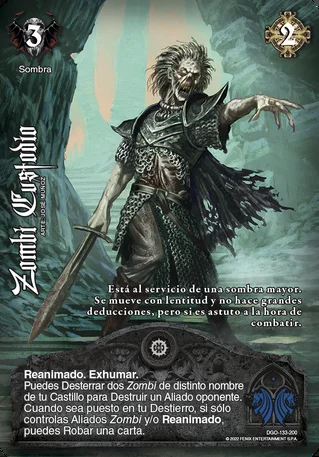 3
2
Sombra
Zombi Custodio
ARTE: JOSE MUÑOZ
Está al servicio de una sombra mayor.
Se mueve con lentitud y no hace grandes
deducciones, pero si es astuto a la hora de
combatir.
Reanimado. Exhumar.
Puedes Desterrar dos Zombi de distinto nombre
de tu Castillo para Destruir un Aliado oponente.
Cuando sea puesto en tu Destierro, si sólo
controlas Aliados Zombi y/o Reanimado,
puedes Robar una carta.
DGO-133-200
© 2022 FENIX ENTERTAINMENT S.P.A.